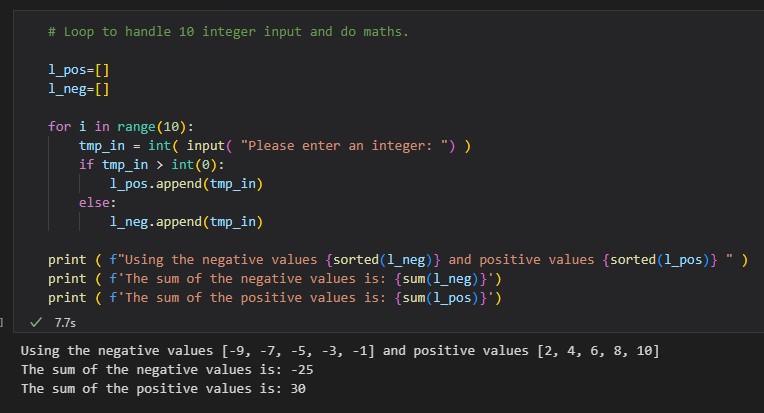 # Loop to handle 10 integer input and do maths.
l_pos=[]
l_neg=[]
for i in range(10):
    tmp_in = int( input( "Please enter an integer: ") )
    if tmp_in > int(0):
        l_pos.append(tmp_in)
    else:
        l_neg.append(tmp_in)
print ( f"Using the negative values {sorted(l_neg)} and positive values {sorted(l_pos)} " )
print ( f'The sum of the negative values is: {sum(l_neg)}')
print ( f'The sum of the positive values is: {sum(l_pos)}')
] ✓ 7.7s
Using the negative values [-9, -7, -5, -3, -1] and positive values [2, 4, 6, 8, 10]
The sum of the negative values is: -25
The sum of the positive values is: 30